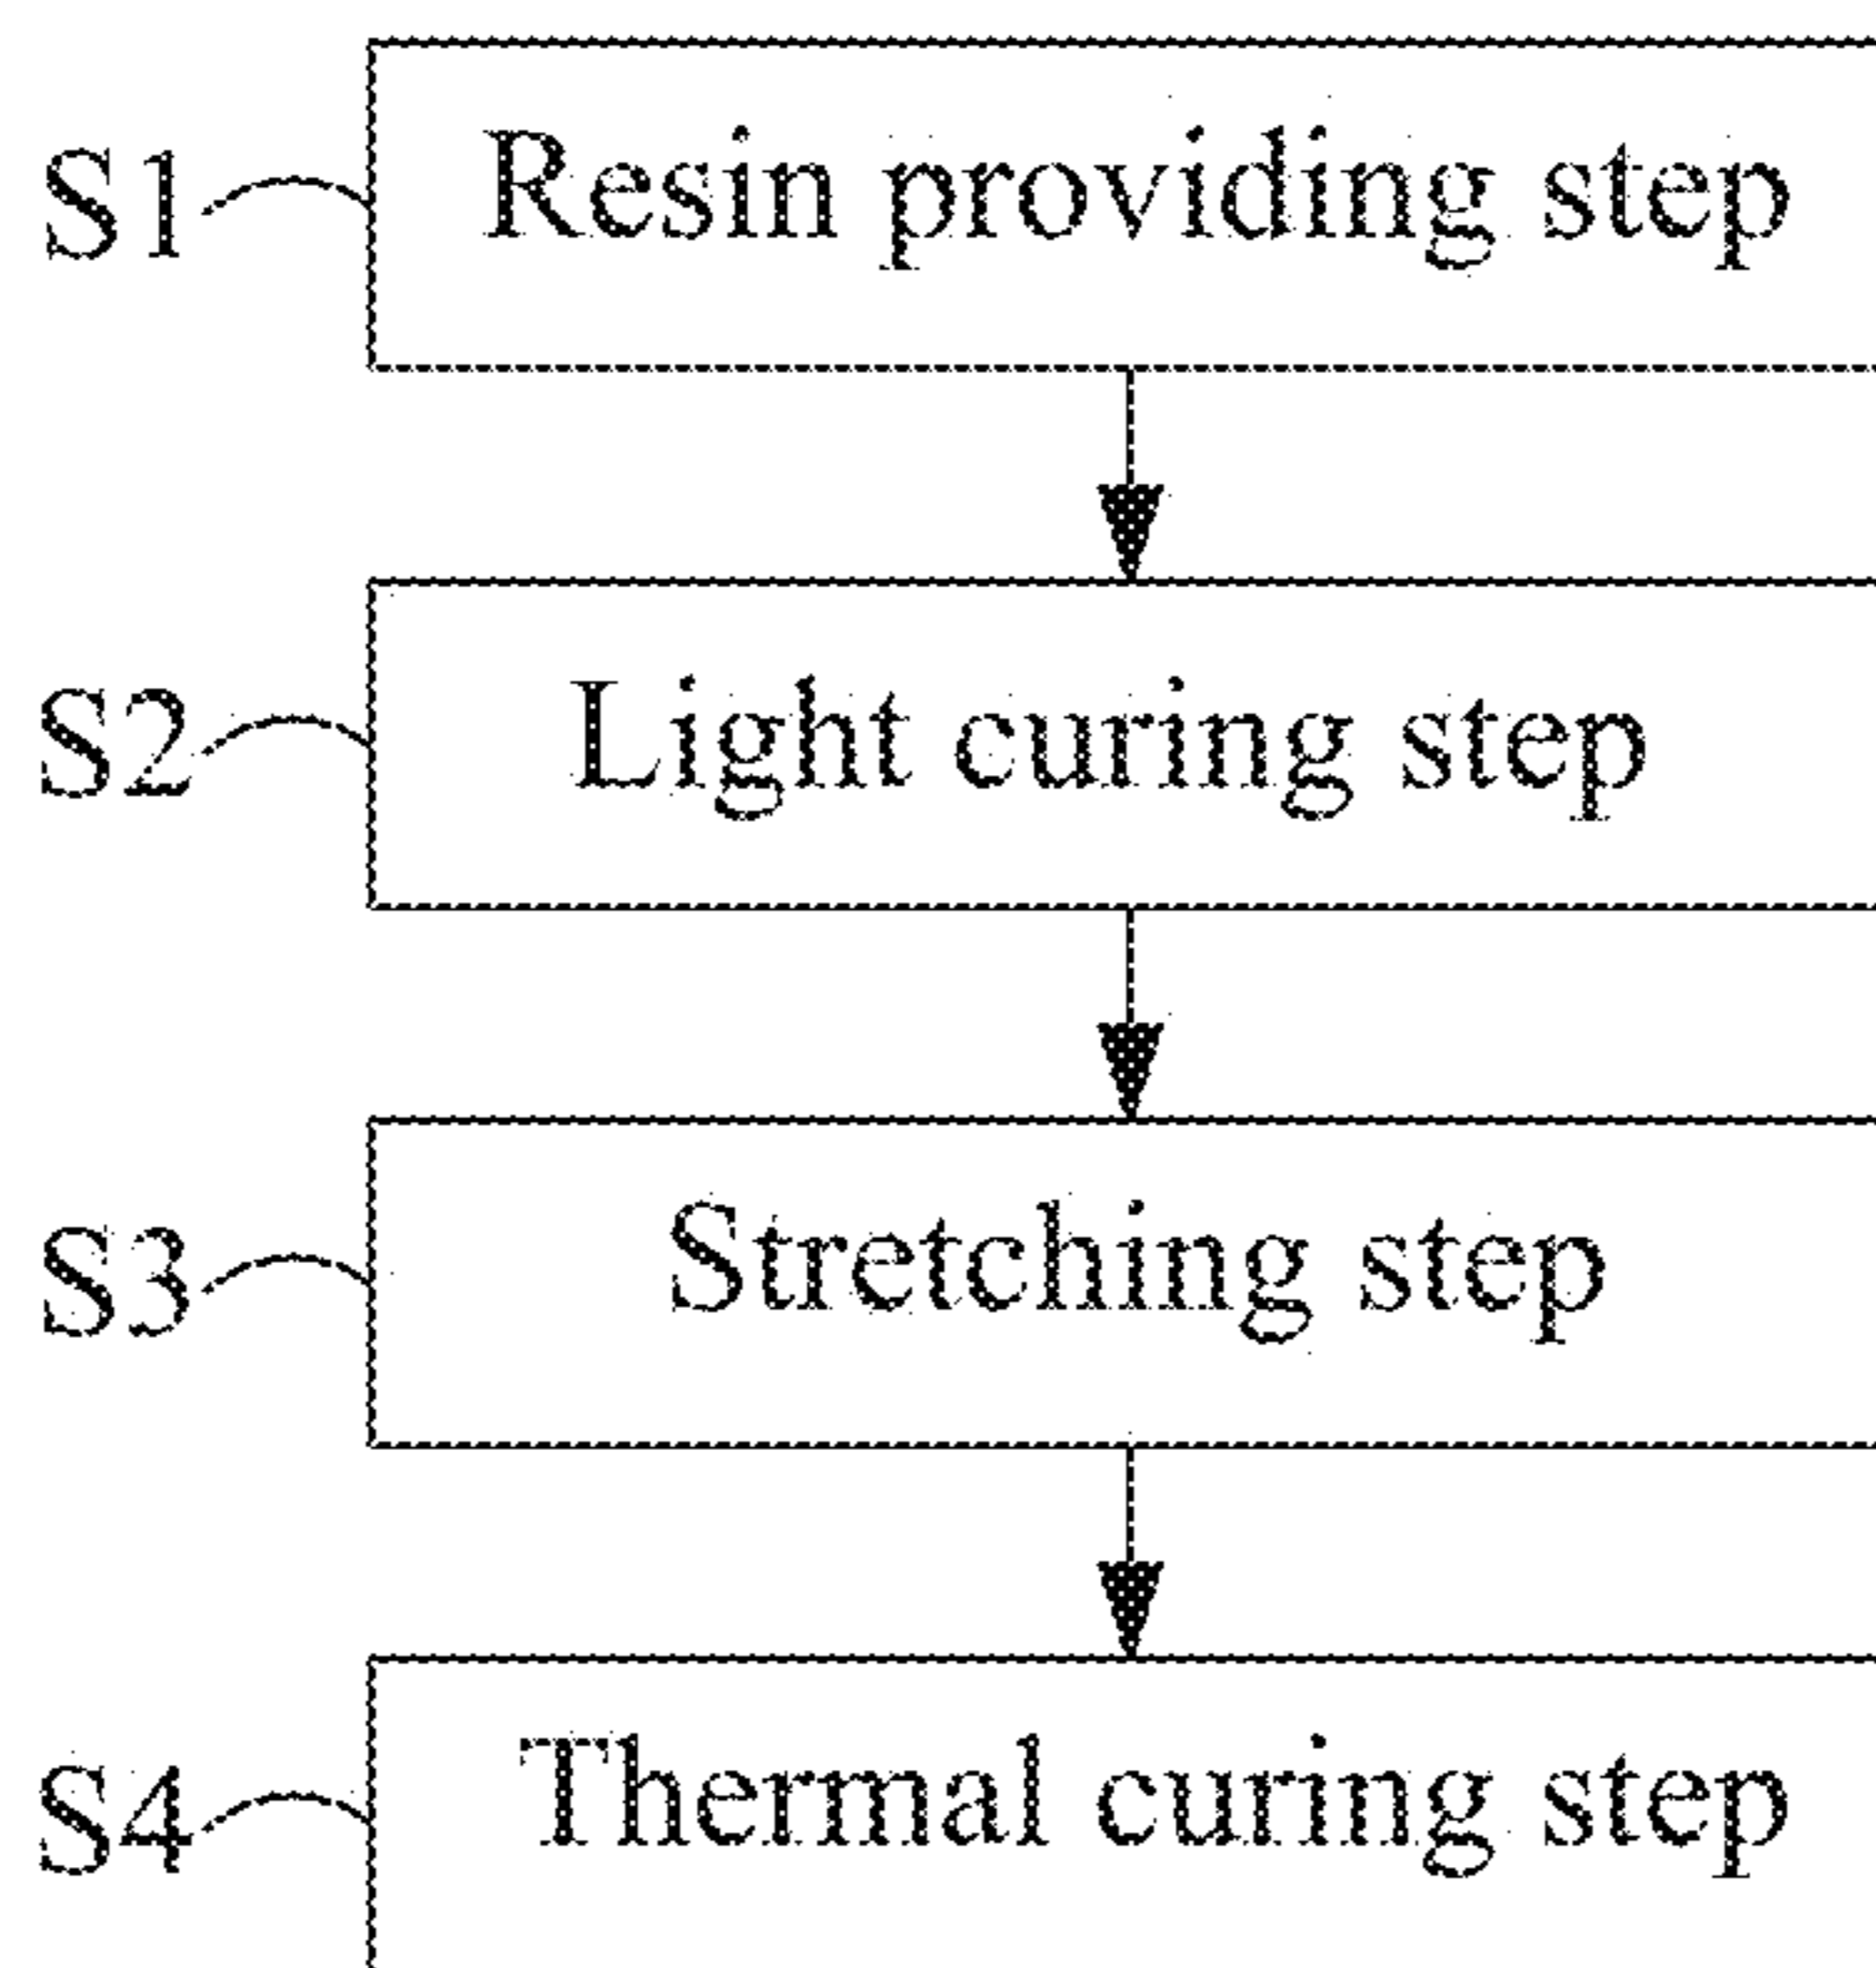 S1 Resin providing step
S2 Light curing step
S3 Stretching step
S4 Thermal curing step